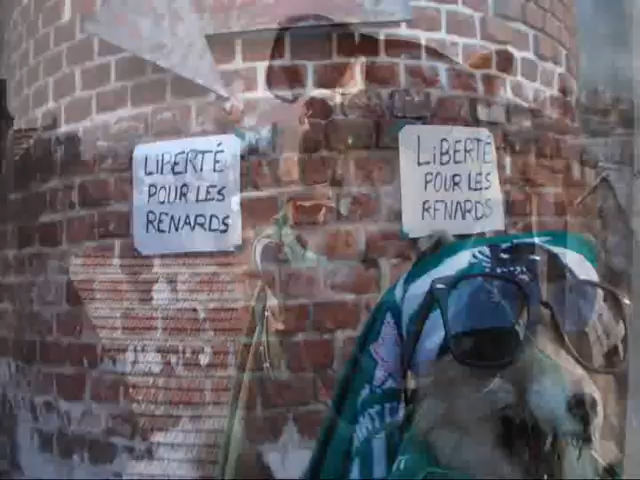 LIBERTÉ
POUR LES
RENARDS
LIBERTÉ
POUR LES
RENARDS